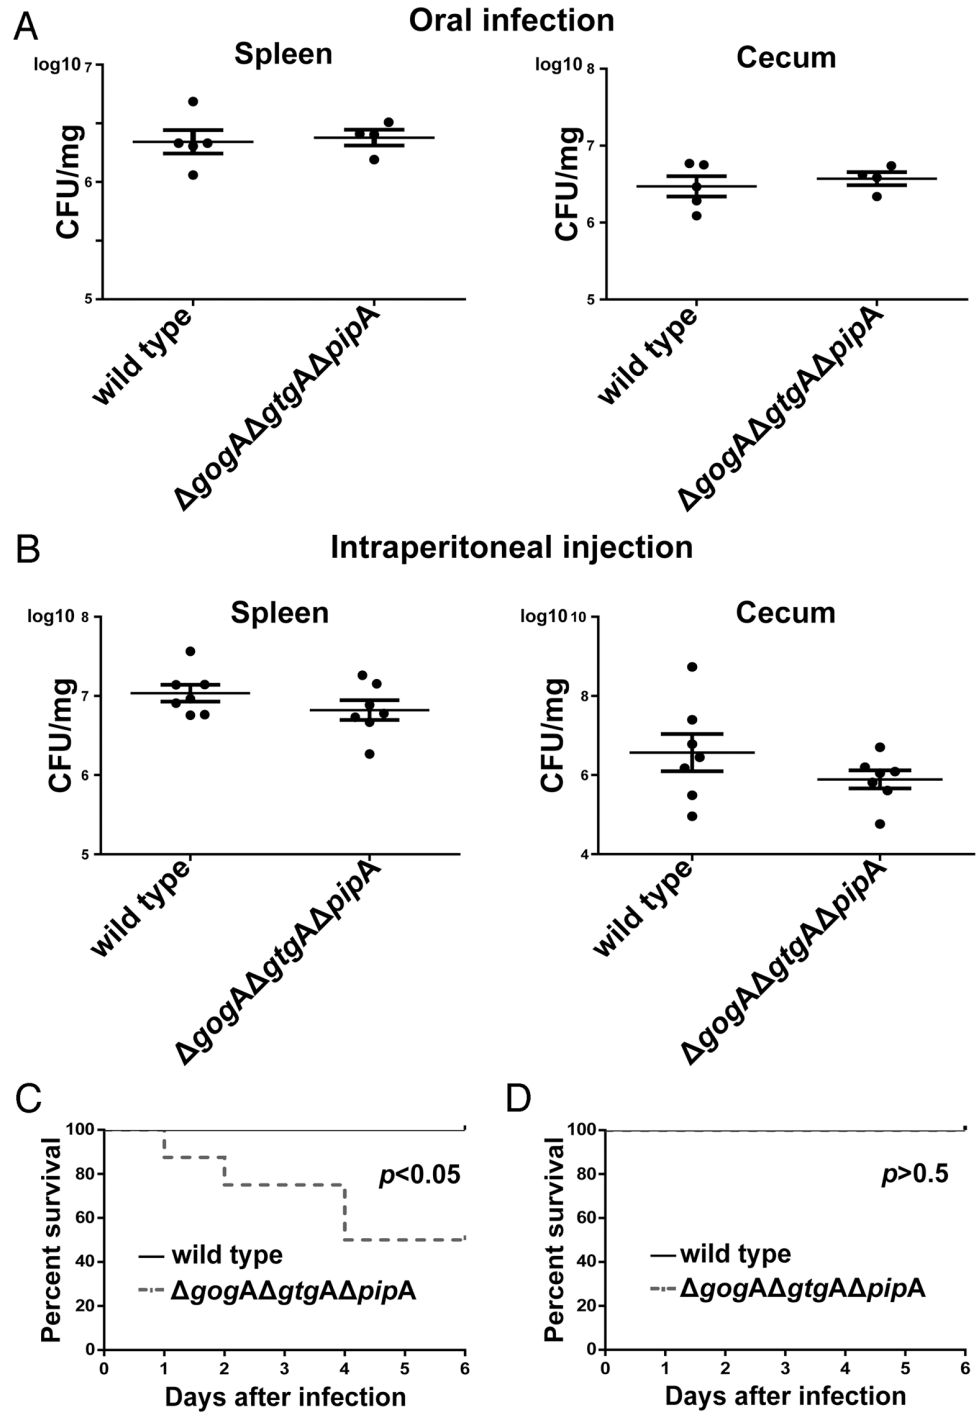 A
Oral infection
Spleen
Cecum
log10 7
6
5
CFU/mg
wild type
ΔgogAΔgtgAΔpipA
log10 8
7
6
5
CFU/mg
wild type
ΔgogAΔgtgAΔpipA
B
Intraperitoneal injection
Spleen
Cecum
log10 8
7
6
5
CFU/mg
wild type
ΔgogAΔgtgAΔpipA
log10 10
8
6
4
CFU/mg
wild type
ΔgogAΔgtgAΔpipA
C
100
80
60
40
20
0
Percent survival
p<0.05
wild type
ΔgogAΔgtgAΔpipA
0 1 2 3 4 5 6
Days after infection
D
100
80
60
40
20
0
Percent survival
p>0.5
wild type
ΔgogAΔgtgAΔpipA
0 1 2 3 4 5 6
Days after infection